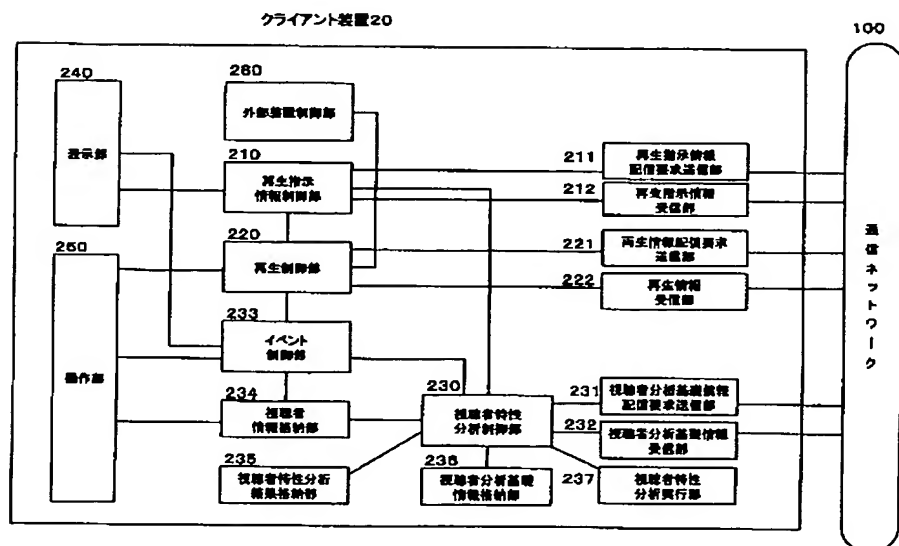 クライアント装置20
100
240
表示部
260
外部装置制御部
210
再生指示
情報制御部
211
再生指示情報
配信要求送信部
212
再生指示情報
受信部
250
操作部
220
再生制御部
221
再生情報配信要求
送信部
222
再生情報
受信部
通信ネットワーク
233
イベント
制御部
234
視聴者
情報格納部
230
視聴者特性
分析制御部
231
視聴者分析基礎情報
配信要求送信部
232
視聴者分析基礎情報
受信部
235
視聴者特性分析
結果格納部
236
視聴者分析基礎
情報格納部
237
視聴者特性
分析実行部